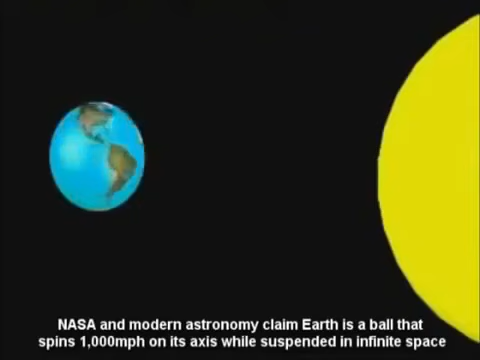 NASA and modern astronomy claim Earth is a ball that
spins 1,000mph on its axis while suspended in infinite space